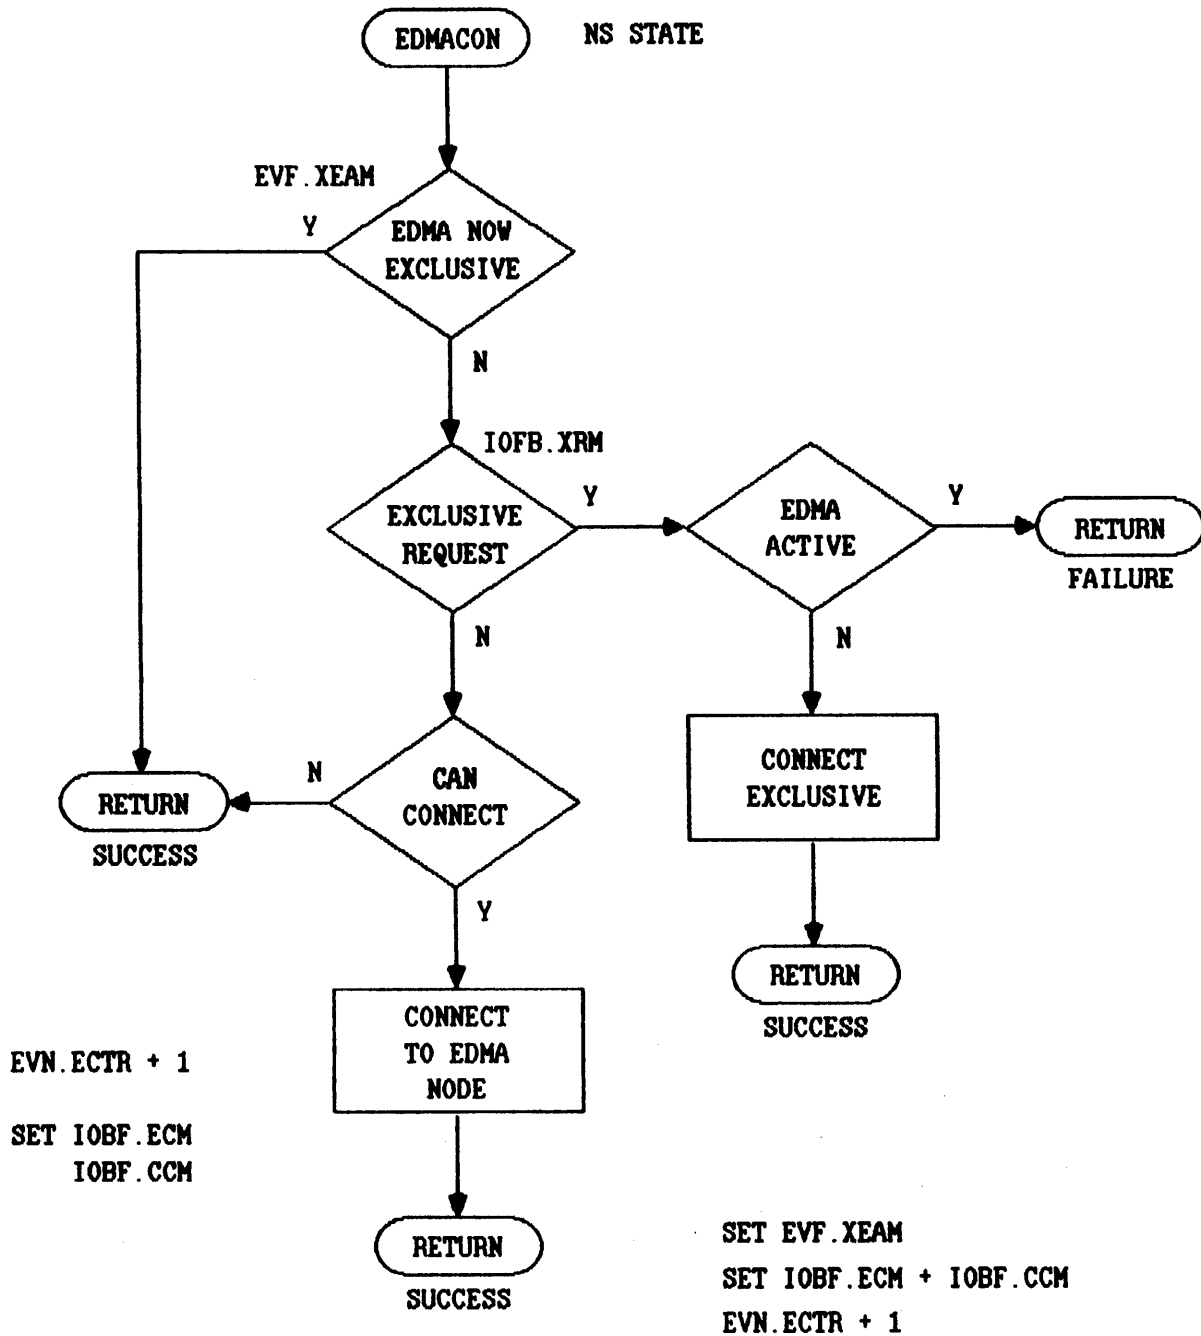 EDMACON
NS STATE
EVF.XEAM
Y
EDMA NOW
EXCLUSIVE
N
IOFB.XRM
EXCLUSIVE
REQUEST
Y
EDMA
ACTIVE
Y
RETURN
FAILURE
N
N
CONNECT
EXCLUSIVE
CAN
CONNECT
N
RETURN
SUCCESS
Y
RETURN
SUCCESS
CONNECT
TO EDMA
NODE
EVN.ECTR + 1
SET IOBF.ECM
IOBF.CCM
RETURN
SUCCESS
SET EVF.XEAM
SET IOBF.ECM + IOBF.CCM
EVN.ECTR + 1